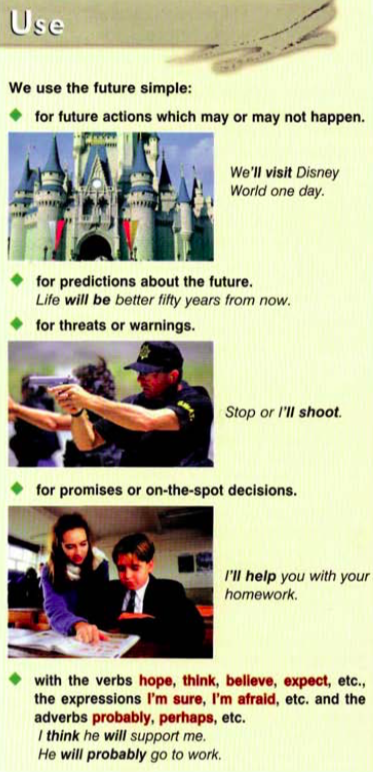 Use
We use the future simple:
for future actions which may or may not happen.
We'll visit Disney
World one day.
for predictions about the future.
Life will be better fifty years from now.
for threats or warnings.
Stop or I'll shoot.
for promises or on-the-spot decisions.
I'll help you with your
homework.
with the verbs hope, think, believe, expect, etc.,
the expressions I'm sure, I'm afraid, etc. and the
adverbs probably, perhaps, etc.
I think he will support me.
He will probably go to work.